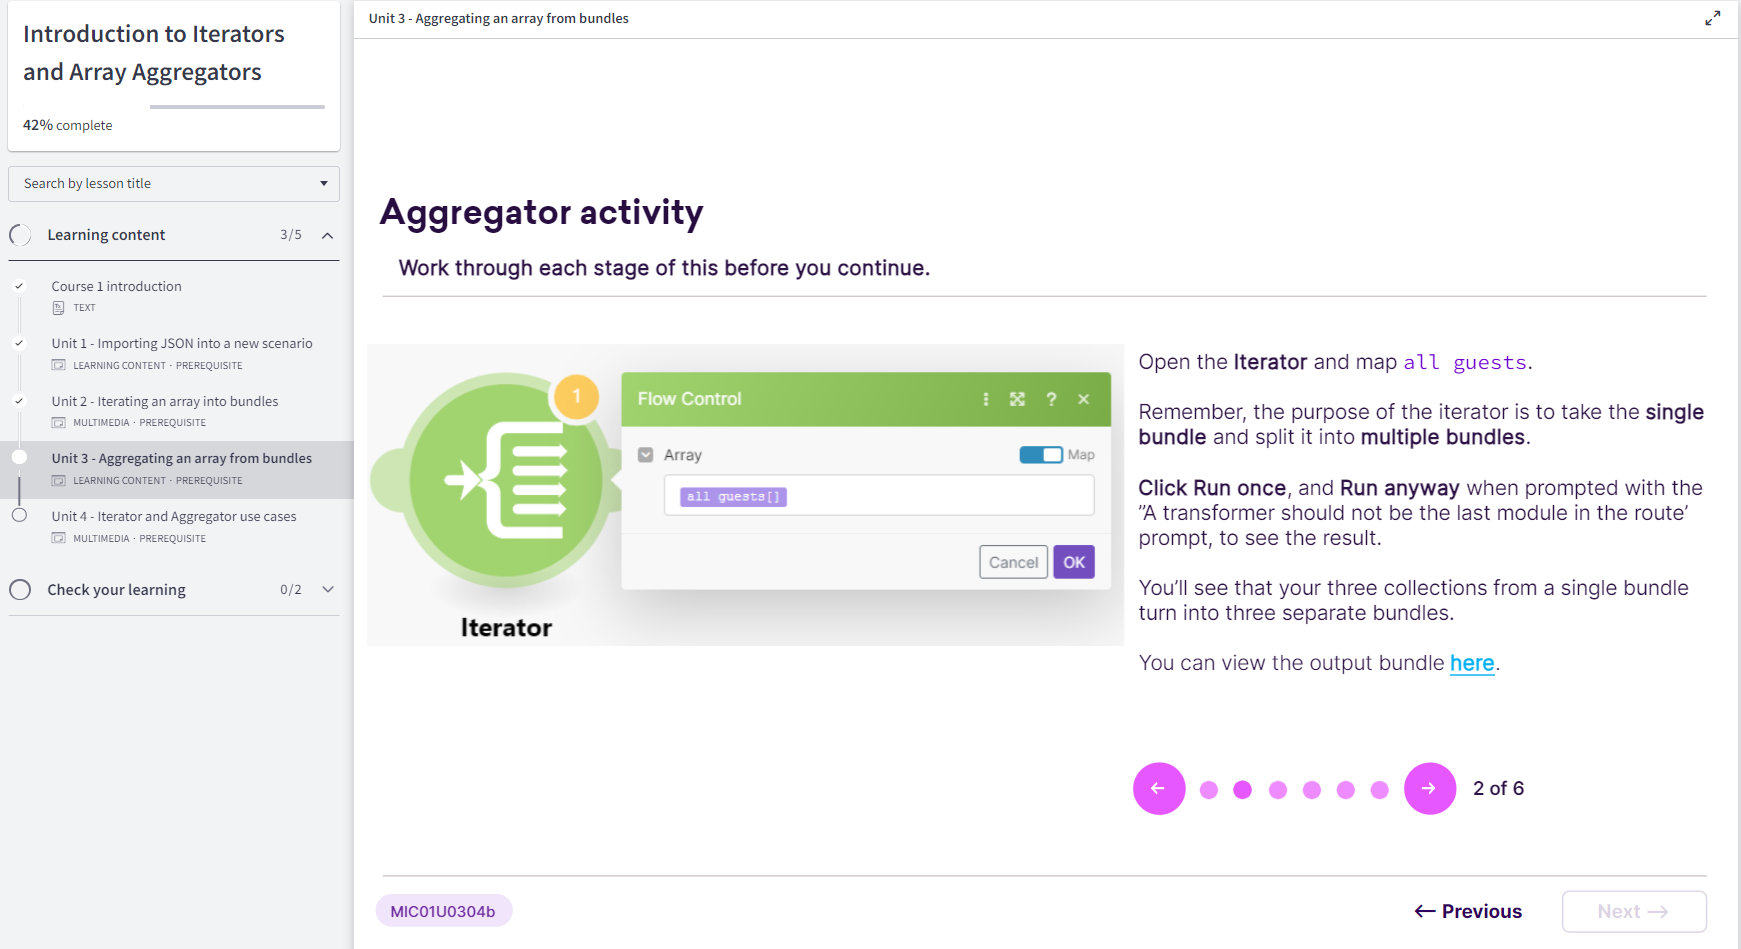 Introduction to Iterators
and Array Aggregators
42% complete
Search by lesson title
Learning content 3/5
Course 1 introduction
TEXT
Unit 1 - Importing JSON into a new scenario
LEARNING CONTENT · PREREQUISITE
Unit 2 - Iterating an array into bundles
MULTIMEDIA · PREREQUISITE
Unit 3 - Aggregating an array from bundles
LEARNING CONTENT · PREREQUISITE
Unit 4 - Iterator and Aggregator use cases
MULTIMEDIA · PREREQUISITE
Check your learning 0/2
Unit 3 - Aggregating an array from bundles
Aggregator activity
Work through each stage of this before you continue.
1
Flow Control ?
Array Map
all guests[]
Cancel OK
Iterator
Open the Iterator and map all guests.
Remember, the purpose of the iterator is to take the single
bundle and split it into multiple bundles.
Click Run once, and Run anyway when prompted with the
”A transformer should not be the last module in the route’
prompt, to see the result.
You’ll see that your three collections from a single bundle
turn into three separate bundles.
You can view the output bundle here.
← → 2 of 6
MIC01U0304b
← Previous Next →